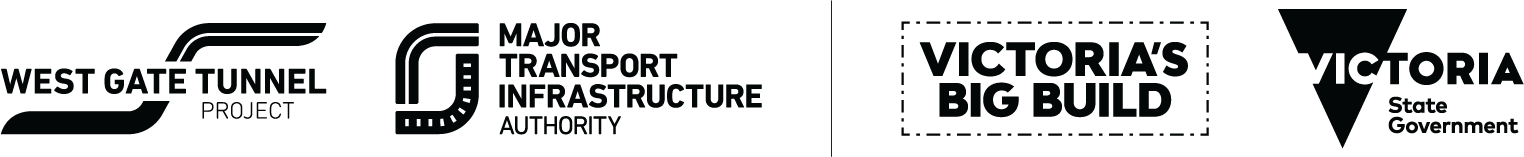 WEST GATE TUNNEL
PROJECT
MAJOR
TRANSPORT
INFRASTRUCTURE
AUTHORITY
VICTORIA'S
BIG BUILD
VICTORIA
State
Government